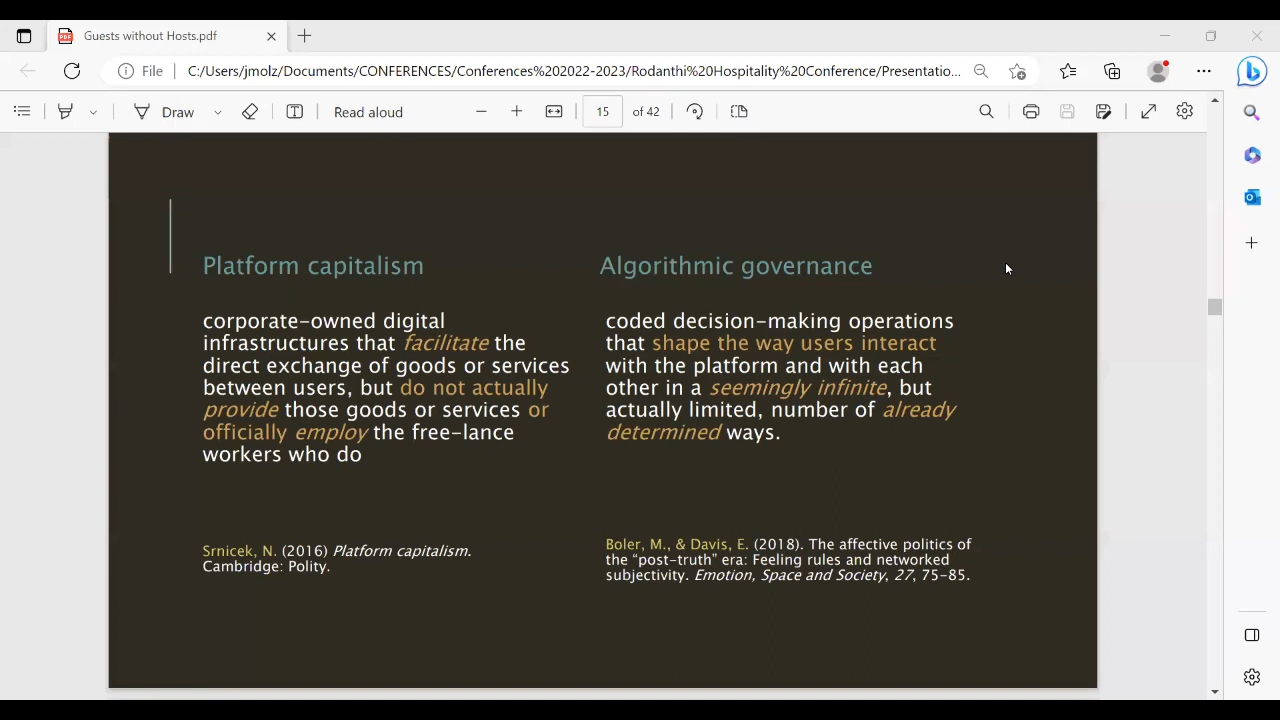 Guests without Hosts.pdf
File
C:/Users/jmolz/Documents/CONFERENCES/Conferences%202022-2023/Rodanthi%20Hospitality%20Conference/Presentatio...
Draw
Read aloud
15
of 42
Platform capitalism
corporate-owned digital
infrastructures that facilitate the
direct exchange of goods or services
between users, but do not actually
provide those goods or services or
officially employ the free-lance
workers who do
Srnicek, N. (2016) Platform capitalism.
Cambridge: Polity.
Algorithmic governance
coded decision-making operations
that shape the way users interact
with the platform and with each
other in a seemingly infinite, but
actually limited, number of already
determined ways.
Boler, M., & Davis, E. (2018). The affective politics of
the “post-truth” era: Feeling rules and networked
subjectivity. Emotion, Space and Society, 27, 75-85.